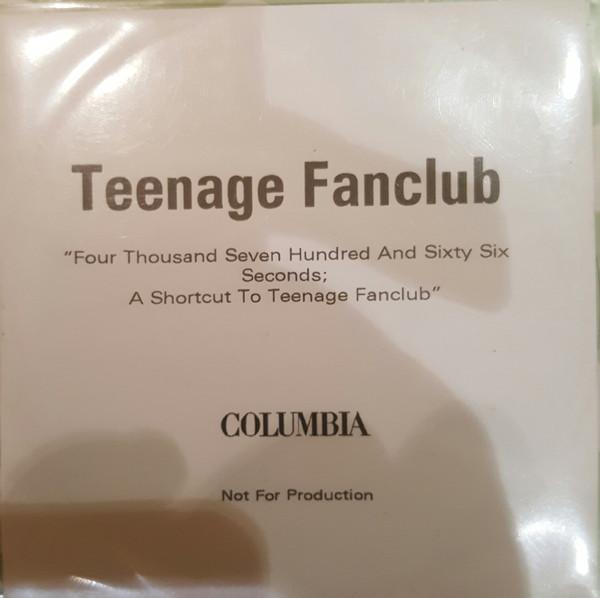 Teenage Fanclub
"Four Thousand Seven Hundred And Sixty Six
Seconds;
A Shortcut To Teenage Fanclub"
COLUMBIA
Not For Production